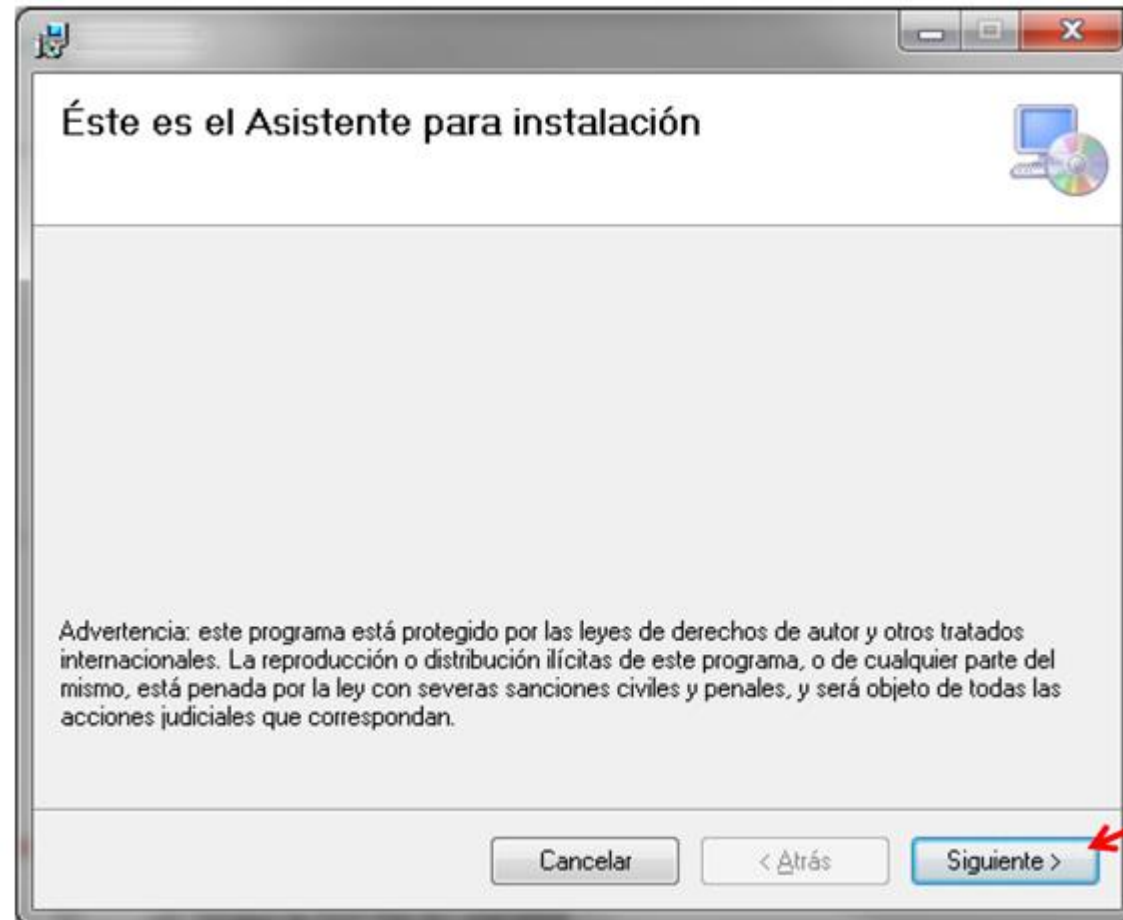 Éste es el Asistente para instalación
Advertencia: este programa está protegido por las leyes de derechos de autor y otros tratados
internacionales. La reproducción o distribución ilícitas de este programa, o de cualquier parte del
mismo, está penada por la ley con severas sanciones civiles y penales, y será objeto de todas las
acciones judiciales que correspondan.
Cancelar
< Atrás
Siguiente >